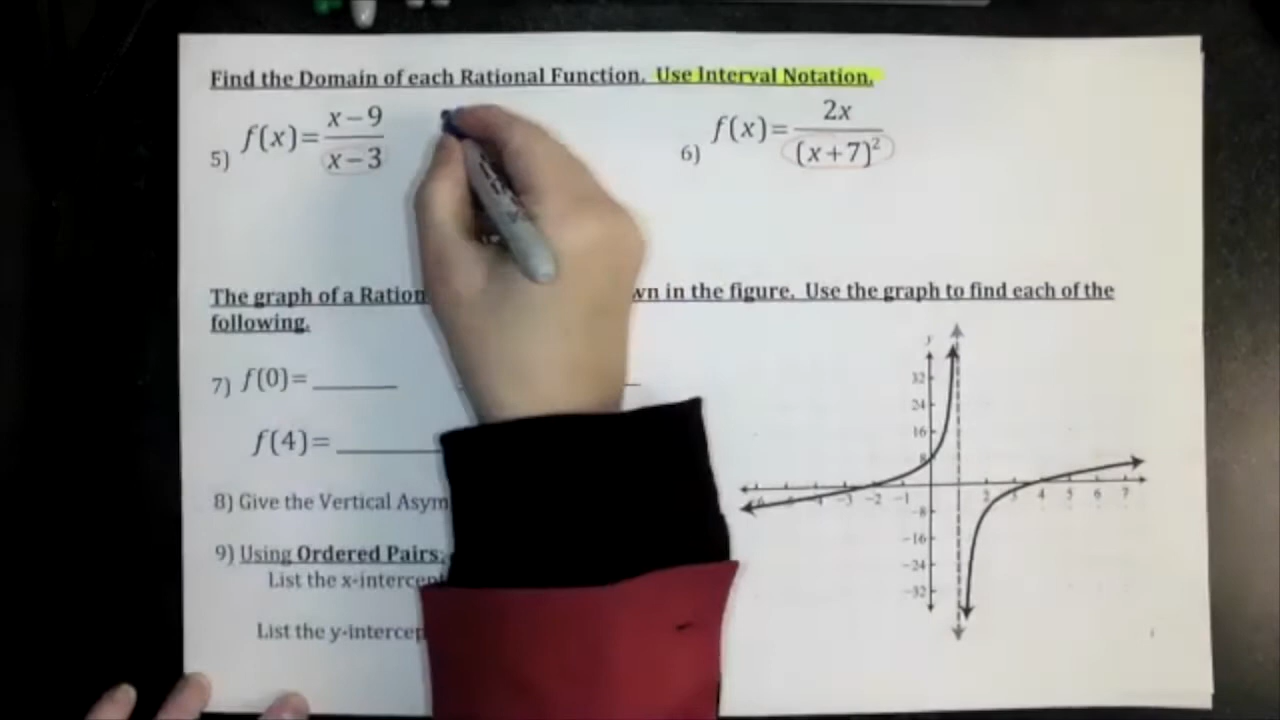 Find the Domain of each Rational Function. Use Interval Notation.
5) f(x)= x−9 / x−3
6) f(x)= 2x / (x+7)²
The graph of a Ration wn in the figure. Use the graph to find each of the
following.
7) f(0)= ______
f(4)= ________
8) Give the Vertical Asym
9) Using Ordered Pairs,
List the x-intercept
List the y-intercep
y
32
24
16
8
−6 −3 −2 −1 2 3 4 5 6 7
−8
−16
−24
−32